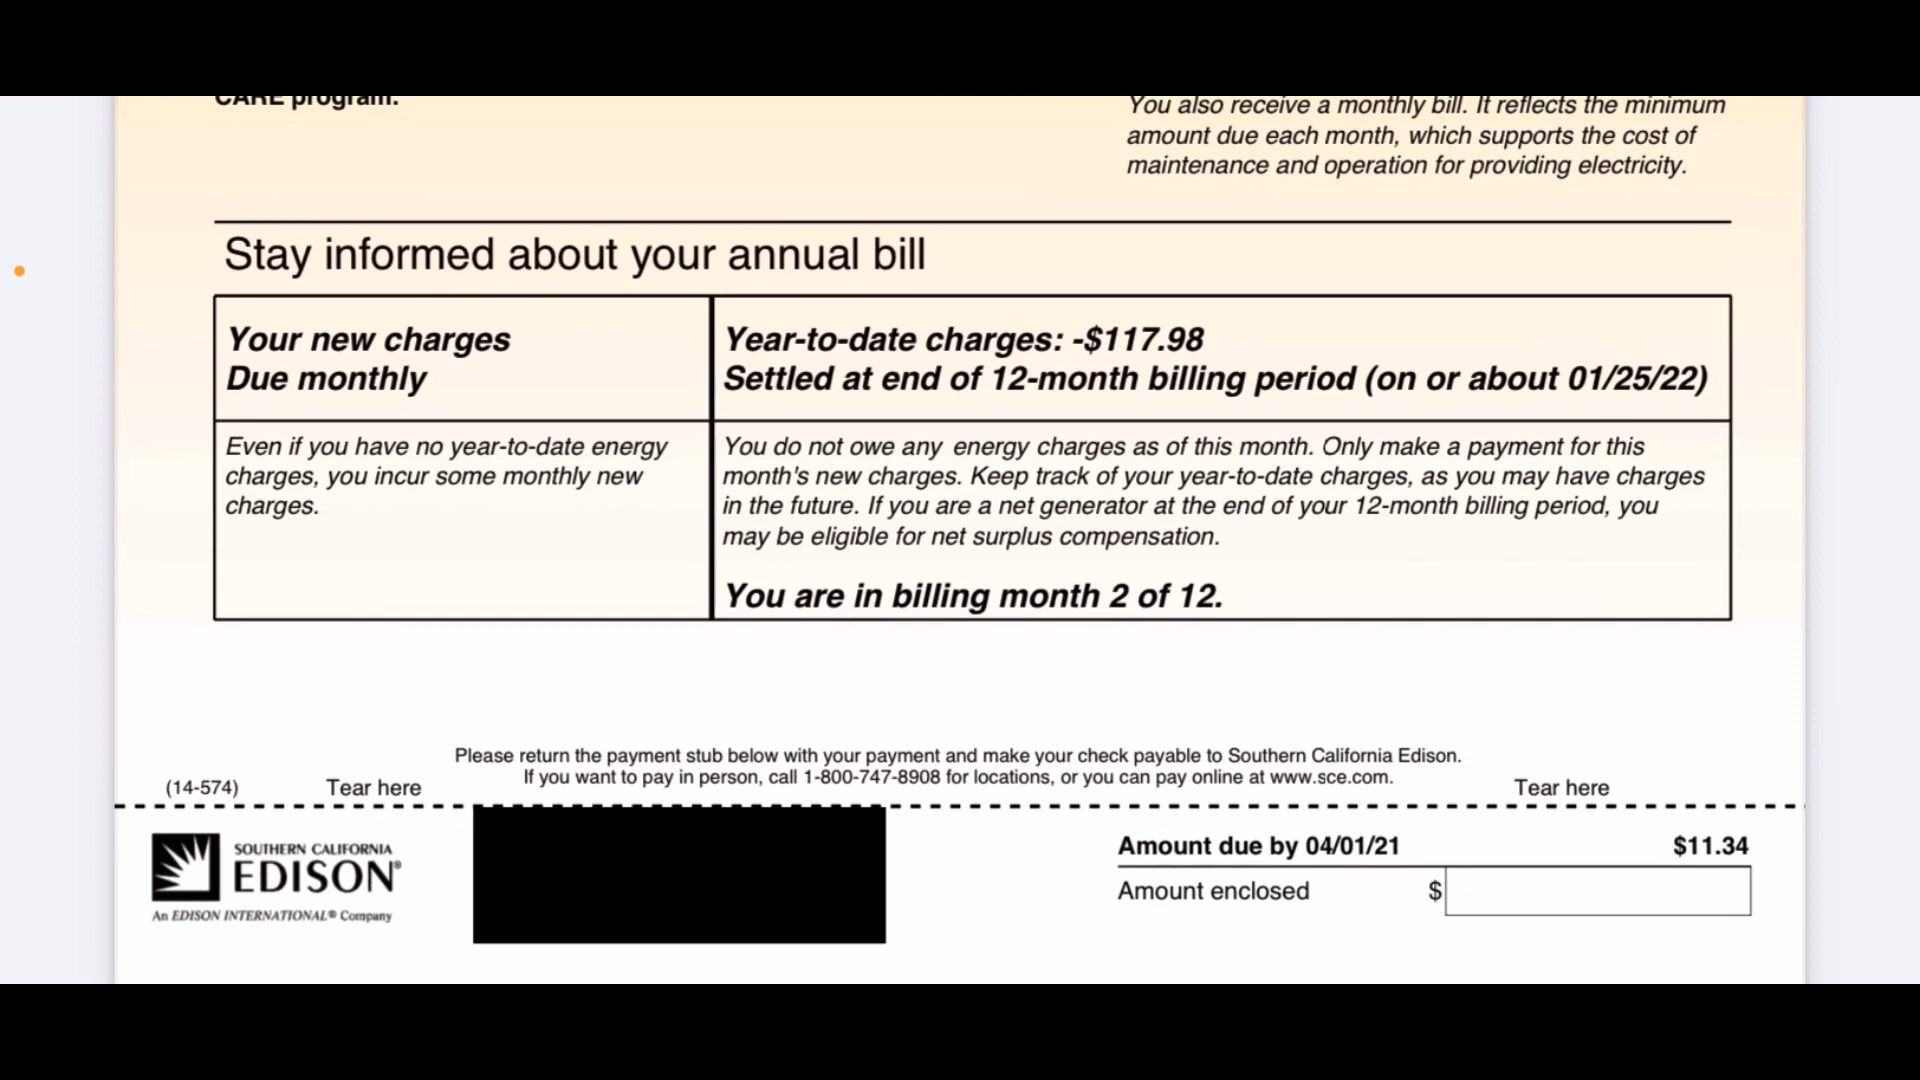 CARE program.
You also receive a monthly bill. It reflects the minimum
amount due each month, which supports the cost of
maintenance and operation for providing electricity.
Stay informed about your annual bill
Your new charges
Due monthly
Year-to-date charges: -$117.98
Settled at end of 12-month billing period (on or about 01/25/22)
Even if you have no year-to-date energy
charges, you incur some monthly new
charges.
You do not owe any energy charges as of this month. Only make a payment for this
month's new charges. Keep track of your year-to-date charges, as you may have charges
in the future. If you are a net generator at the end of your 12-month billing period, you
may be eligible for net surplus compensation.
You are in billing month 2 of 12.
Please return the payment stub below with your payment and make your check payable to Southern California Edison.
If you want to pay in person, call 1-800-747-8908 for locations, or you can pay online at www.sce.com.
(14-574)
Tear here
Tear here
SOUTHERN CALIFORNIA
EDISON®
An EDISON INTERNATIONAL® Company
Amount due by 04/01/21 $11.34
Amount enclosed $